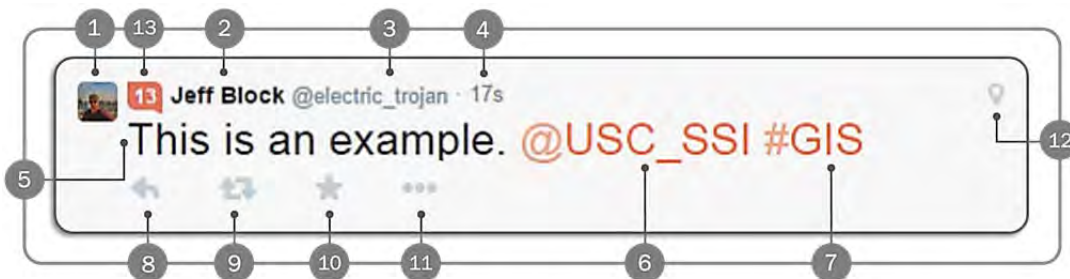 1 13 2 3 4
13 Jeff Block @electric_trojan · 17s
This is an example. @USC_SSI #GIS
5 12
8 9 10 11 6 7